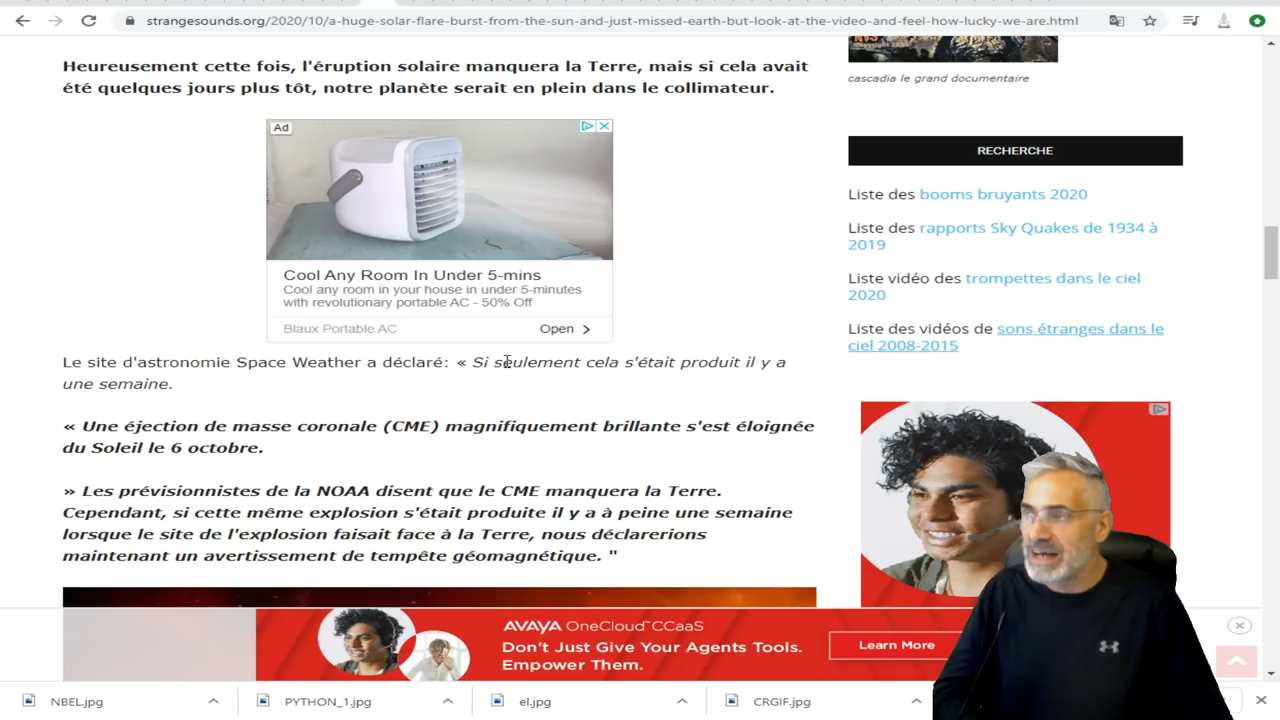 strangesounds.org/2020/10/a-huge-solar-flare-burst-from-the-sun-and-just-missed-earth-but-look-at-the-video-and-feel-how-lucky-we-are.html
Heureusement cette fois, l'éruption solaire manquera la Terre, mais si cela avait
été quelques jours plus tôt, notre planète serait en plein dans le collimateur.
Ad
Cool Any Room In Under 5-mins
Cool any room in your house in under 5-minutes
with revolutionary portable AC - 50% Off
Blaux Portable AC
Open
Le site d'astronomie Space Weather a déclaré: « Si seulement cela s'était produit il y a
une semaine.
« Une éjection de masse coronale (CME) magnifiquement brillante s'est éloignée
du Soleil le 6 octobre.
» Les prévisionnistes de la NOAA disent que le CME manquera la Terre.
Cependant, si cette même explosion s'était produite il y a à peine une semaine
lorsque le site de l'explosion faisait face à la Terre, nous déclarerions
maintenant un avertissement de tempête géomagnétique. "
cascadia le grand documentaire
RECHERCHE
Liste des booms bruyants 2020
Liste des rapports Sky Quakes de 1934 à
2019
Liste vidéo des trompettes dans le ciel
2020
Liste des vidéos de sons étranges dans le
ciel 2008-2015
AVAYA OneCloud™CCaaS
Don't Just Give Your Agents Tools.
Empower Them.
Learn More
NBEL.jpg
PYTHON_1.jpg
el.jpg
CRGIF.jpg